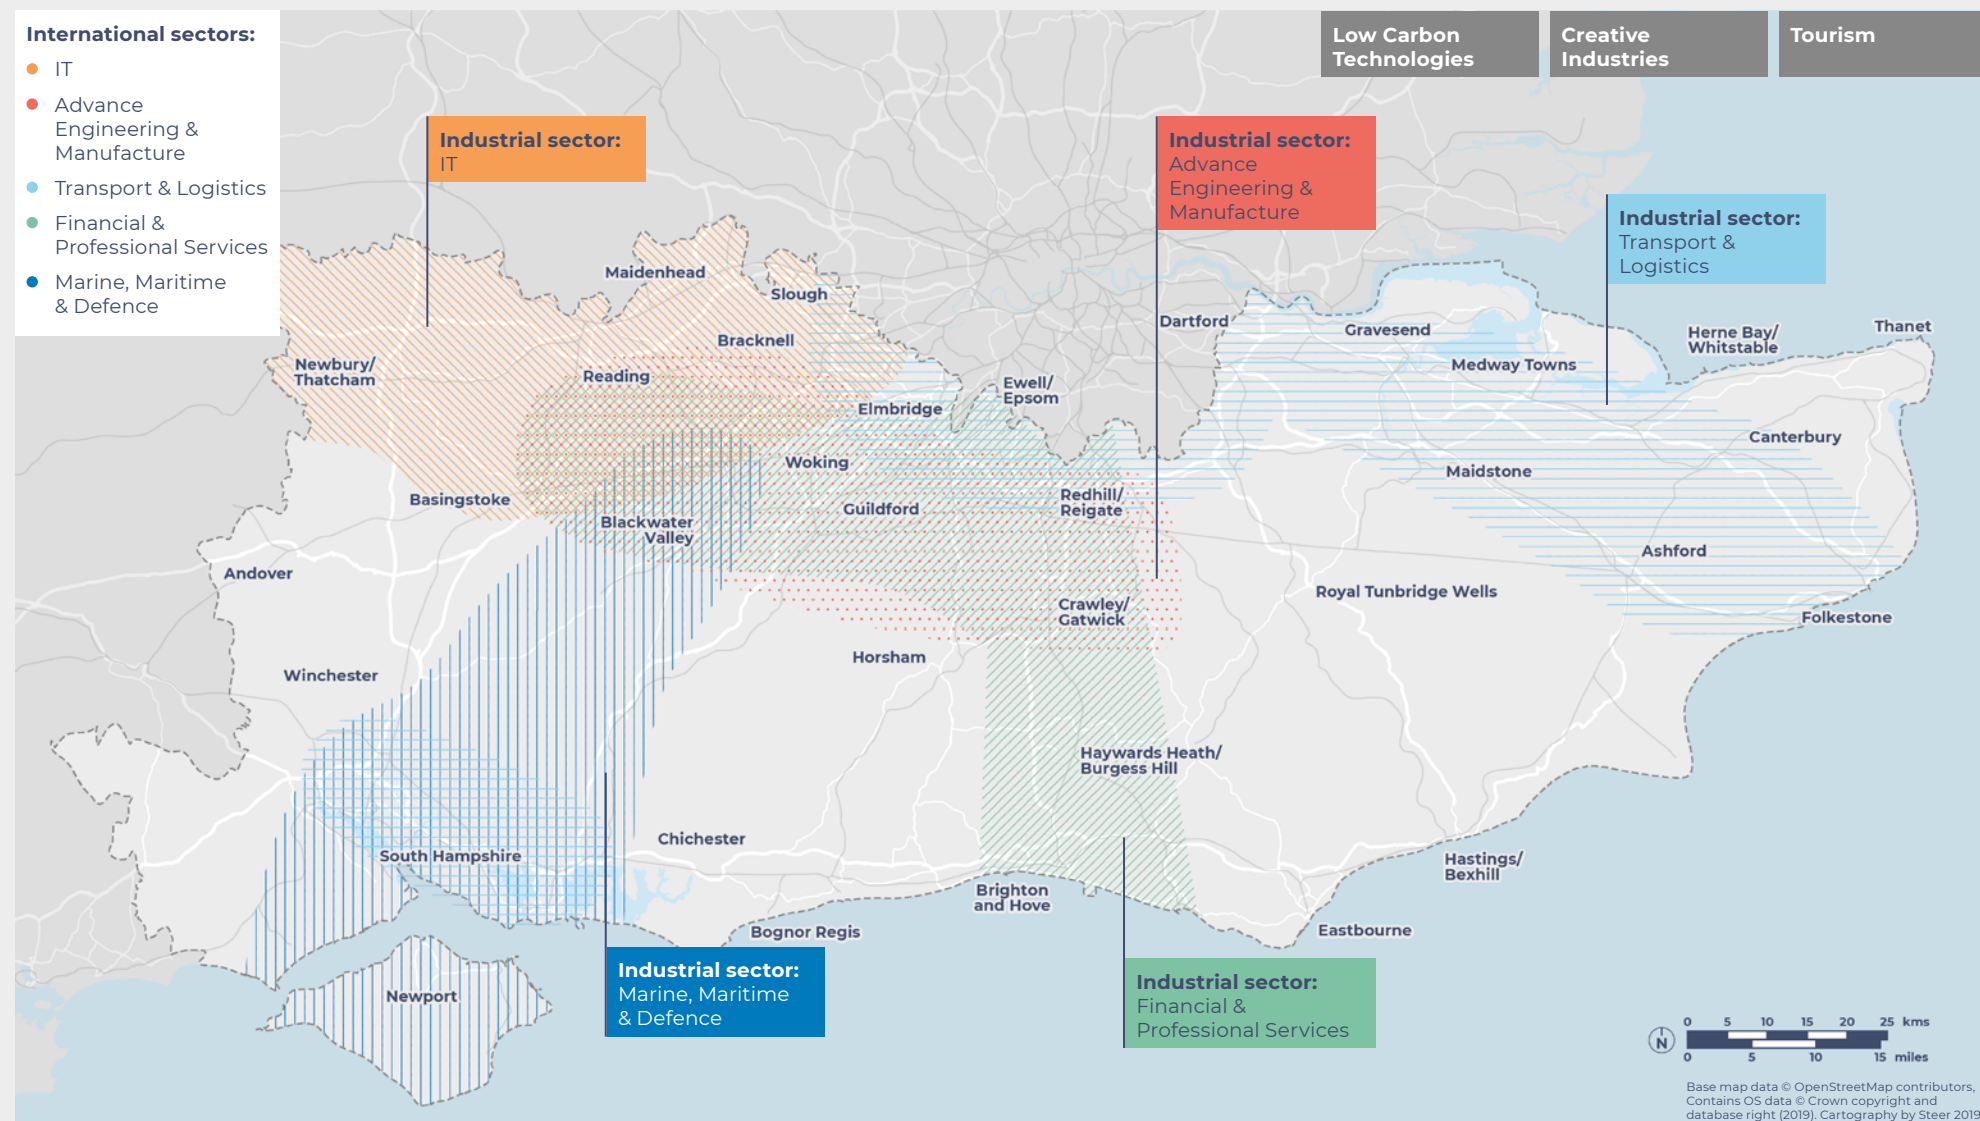 International sectors:
IT
Advance
Engineering &
Manufacture
Transport & Logistics
Financial &
Professional Services
Marine, Maritime
& Defence
Low Carbon
Technologies
Creative
Industries
Tourism
Industrial sector:
IT
Industrial sector:
Advance
Engineering &
Manufacture
Industrial sector:
Transport &
Logistics
Maidenhead
Slough
Dartford
Gravesend
Herne Bay/
Whitstable
Thanet
Bracknell
Newbury/
Thatcham
Reading
Medway Towns
Ewell/
Epsom
Elmbridge
Canterbury
Woking
Maidstone
Basingstoke
Guildford
Redhill/
Reigate
Blackwater
Valley
Ashford
Andover
Royal Tunbridge Wells
Crawley/
Gatwick
Folkestone
Horsham
Winchester
Haywards Heath/
Burgess Hill
Chichester
South Hampshire
Hastings/
Bexhill
Brighton
and Hove
Bognor Regis
Eastbourne
Newport
Industrial sector:
Marine, Maritime
& Defence
Industrial sector:
Financial &
Professional Services
0 5 10 15 20 25 kms
N
0 5 10 15 miles
Base map data © OpenStreetMap contributors,
Contains OS data © Crown copyright and
database right (2019). Cartography by Steer 2019